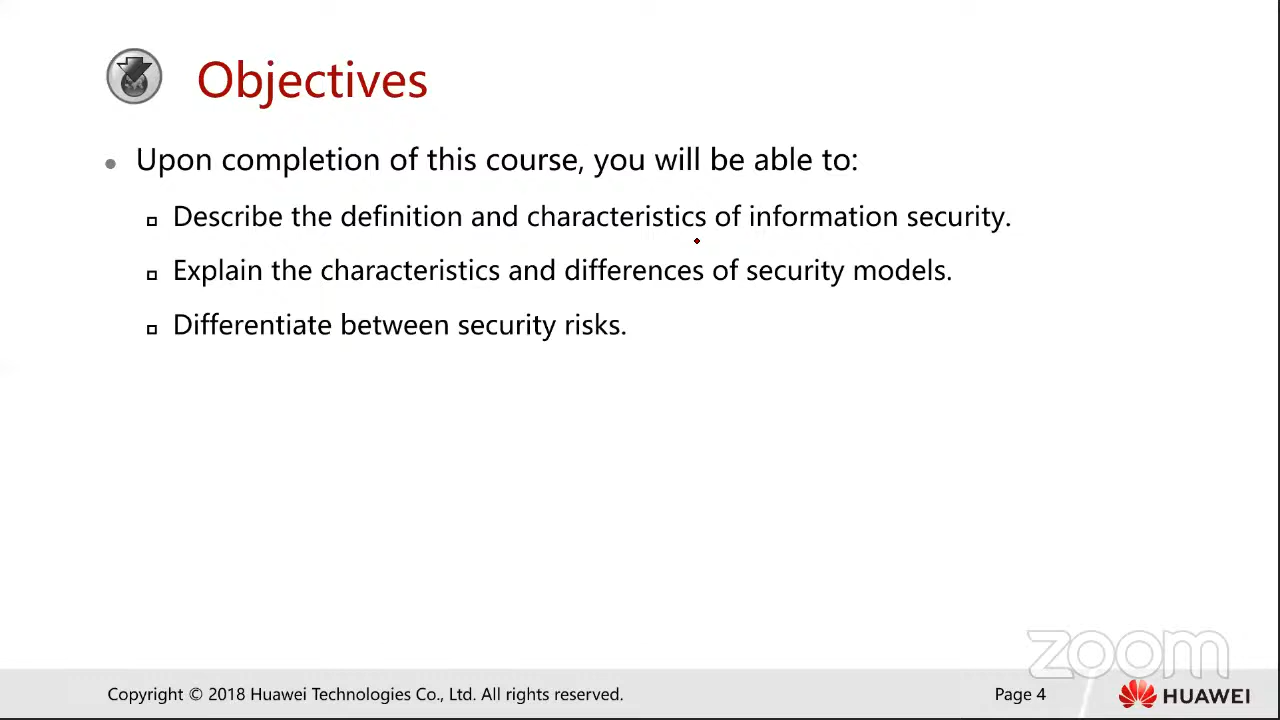 Objectives
Upon completion of this course, you will be able to:
Describe the definition and characteristics of information security.
Explain the characteristics and differences of security models.
Differentiate between security risks.
zoom
Copyright © 2018 Huawei Technologies Co., Ltd. All rights reserved.
Page 4
HUAWEI